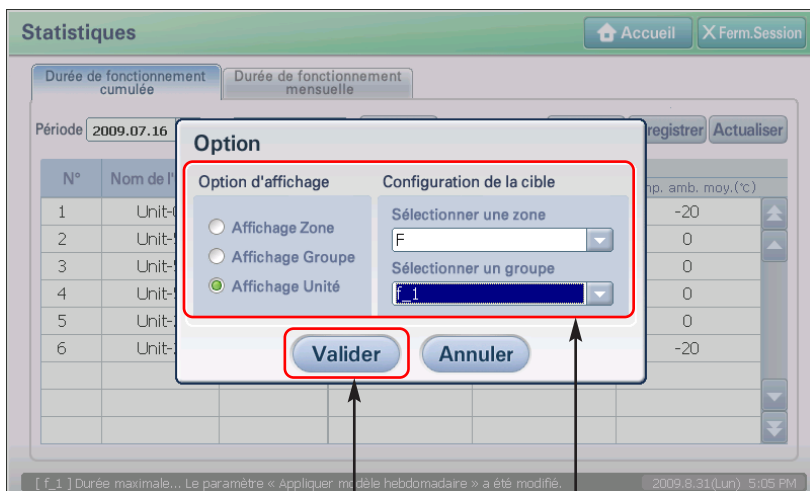 Statistiques
Accueil
X Ferm.Session
Durée de fonctionnement cumulée
Durée de fonctionnement mensuelle
Période 2009.07.16
registrer
Actualiser
Option
N°
Nom de l'
mp. amb. moy.(℃)
Option d'affichage
Configuration de la cible
Affichage Zone
Affichage Groupe
Affichage Unité
Sélectionner une zone
F
Sélectionner un groupe
f_1
1 Unit- -20
2 Unit- 0
3 Unit- 0
4 Unit- 0
5 Unit- 0
6 Unit- -20
Valider
Annuler
[ f_1 ] Durée maximale... Le paramètre « Appliquer modèle hebdomadaire » a été modifié.
2009.8.31(Lun) 5:05 PM